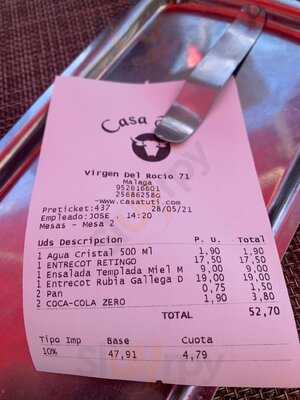 Casa
Virgen Del Rocio 71
Malaga
952616601
25686258D
-www.casatuti.com-
Preticket:437 28/05/21
Empleado:JOSE 14:20
Mesas - Mesa 2
Uds Descripcion P. U. Total
1 Agua Cristal 500 Ml 1,90 1,90
1 ENTRECOT RETINGO 17,50 17,50
1 Ensalada Templada Miel M 9,00 9,00
1 Entrecot Rubia Gallega D 19,00 19,00
2 Pan 0,75 1,50
2 COCA-COLA ZERO 1,90 3,80
TOTAL 52,70
Tipo Imp Base Cuota
10% 47,91 4,79